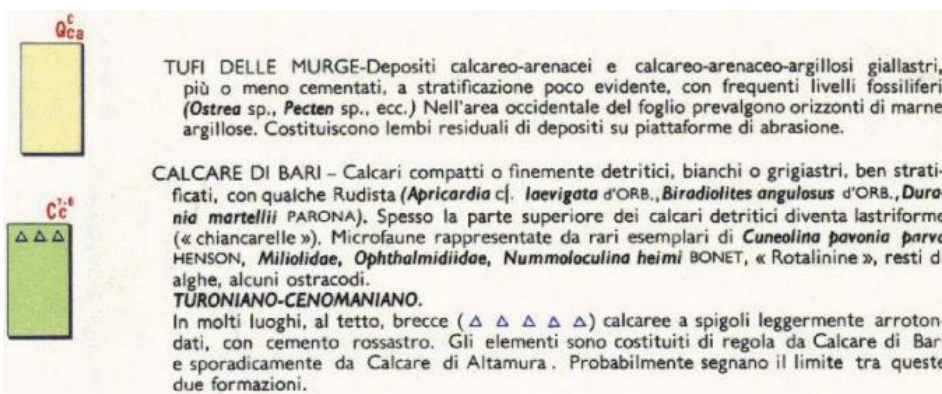 Q^c_ca
TUFI DELLE MURGE-Depositi calcareo-arenacei e calcareo-arenaceo-argillosi giallastri,
più o meno cementati, a stratificazione poco evidente, con frequenti livelli fossiliferi
(Ostrea sp., Pecten sp., ecc.) Nell'area occidentale del foglio prevalgono orizzonti di marne
argillose. Costituiscono lembi residuali di depositi su piattaforme di abrasione.
C^7-6_c
CALCARE DI BARI – Calcari compatti o finemente detritici, bianchi o grigiastri, ben strati-
ficati, con qualche Rudista (Apricardia cf. laevigata d'ORB., Biradiolites angulosus d'ORB., Dura
nia martellii PARONA). Spesso la parte superiore dei calcari detritici diventa lastriforme
(« chiancarelle »). Microfaune rappresentate da rari esemplari di Cuneolina pavonia parva
HENSON, Miliolidae, Ophthalmidiidae, Nummoloculina heimi BONET, « Rotalinine », resti d
alghe, alcuni ostracodi.
TURONIANO-CENOMANIANO.
In molti luoghi, al tetto, brecce ( △ △ △ △ △ ) calcaree a spigoli leggermente arroton
dati, con cemento rossastro. Gli elementi sono costituiti di regola da Calcare di Bar
e sporadicamente da Calcare di Altamura. Probabilmente segnano il limite tra queste
due formazioni.